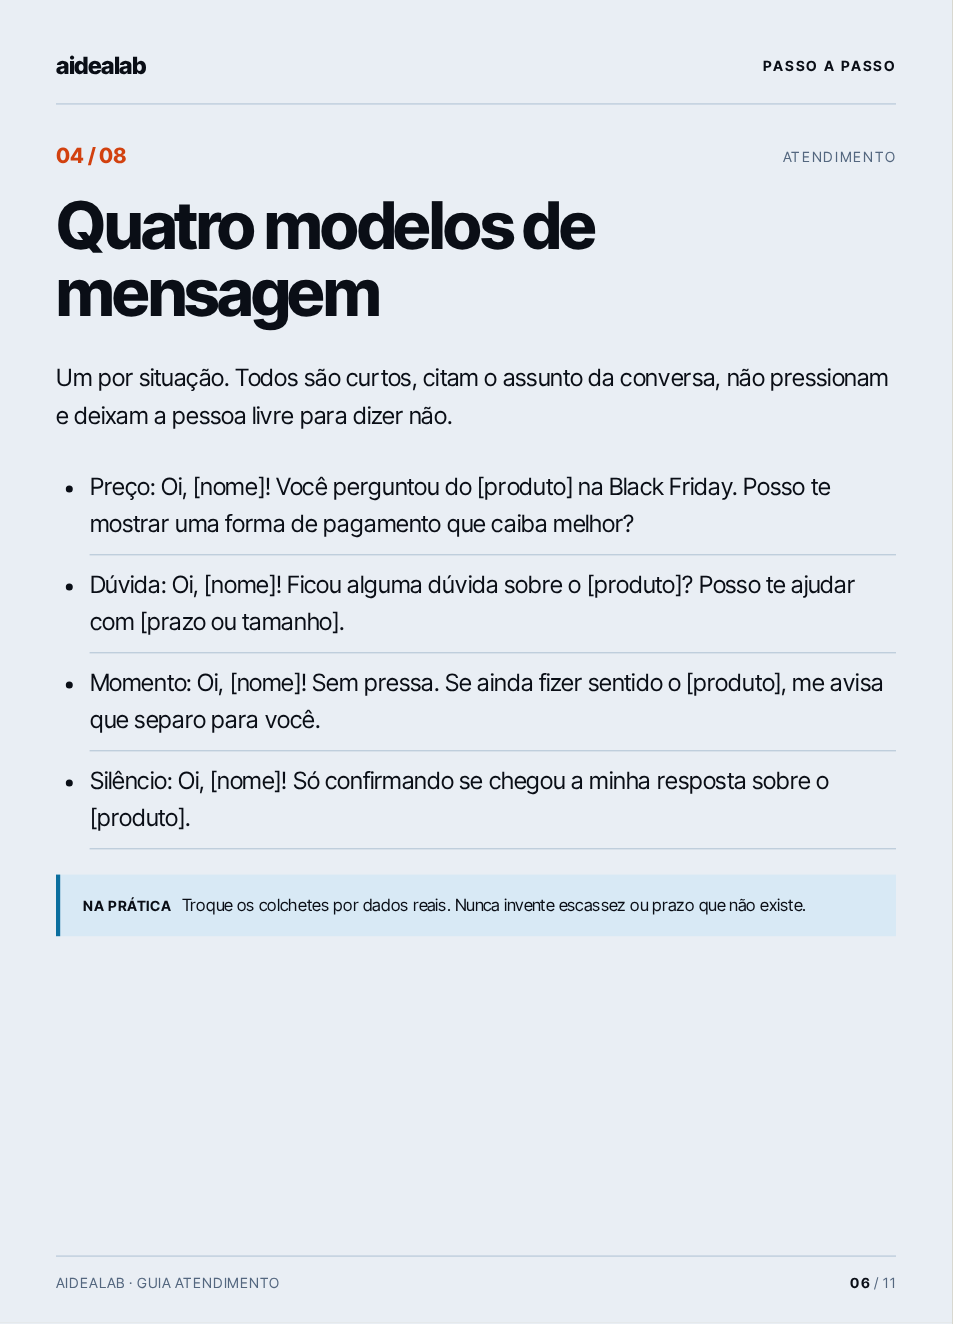 aidealab
PASSO A PASSO
04 / 08
ATENDIMENTO
Quatro modelos de
mensagem
Um por situação. Todos são curtos, citam o assunto da conversa, não pressionam
e deixam a pessoa livre para dizer não.
• Preço: Oi, [nome]! Você perguntou do [produto] na Black Friday. Posso te
mostrar uma forma de pagamento que caiba melhor?
• Dúvida: Oi, [nome]! Ficou alguma dúvida sobre o [produto]? Posso te ajudar
com [prazo ou tamanho].
• Momento: Oi, [nome]! Sem pressa. Se ainda fizer sentido o [produto], me avisa
que separo para você.
• Silêncio: Oi, [nome]! Só confirmando se chegou a minha resposta sobre o
[produto].
NA PRÁTICA Troque os colchetes por dados reais. Nunca invente escassez ou prazo que não existe.
AIDEALAB · GUIA ATENDIMENTO
06 / 11